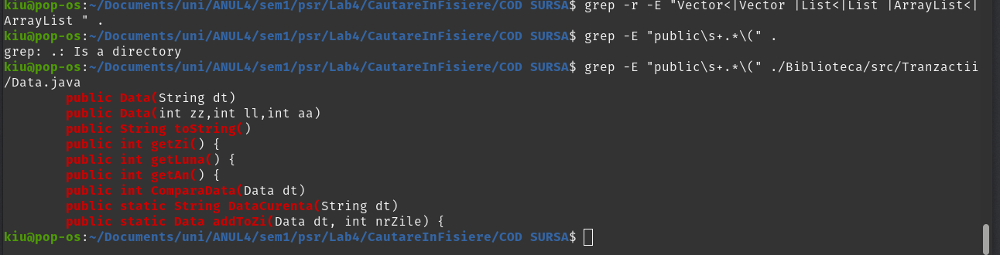 kiu@pop-os:~/Documents/uni/ANUL4/sem1/psr/Lab4/CautareInFisiere/COD SURSA$ grep -r -E "Vector<|Vector |List<|List |ArrayList<|
ArrayList " .
kiu@pop-os:~/Documents/uni/ANUL4/sem1/psr/Lab4/CautareInFisiere/COD SURSA$ grep -E "public\s+.*\(" .
grep: .: Is a directory
kiu@pop-os:~/Documents/uni/ANUL4/sem1/psr/Lab4/CautareInFisiere/COD SURSA$ grep -E "public\s+.*\(" ./Biblioteca/src/Tranzactii
/Data.java
        public Data(String dt)
        public Data(int zz,int ll,int aa)
        public String toString()
        public int getZi() {
        public int getLuna() {
        public int getAn() {
        public int ComparaData(Data dt)
        public static String DataCurenta(String dt)
        public static Data addToZi(Data dt, int nrZile) {
kiu@pop-os:~/Documents/uni/ANUL4/sem1/psr/Lab4/CautareInFisiere/COD SURSA$